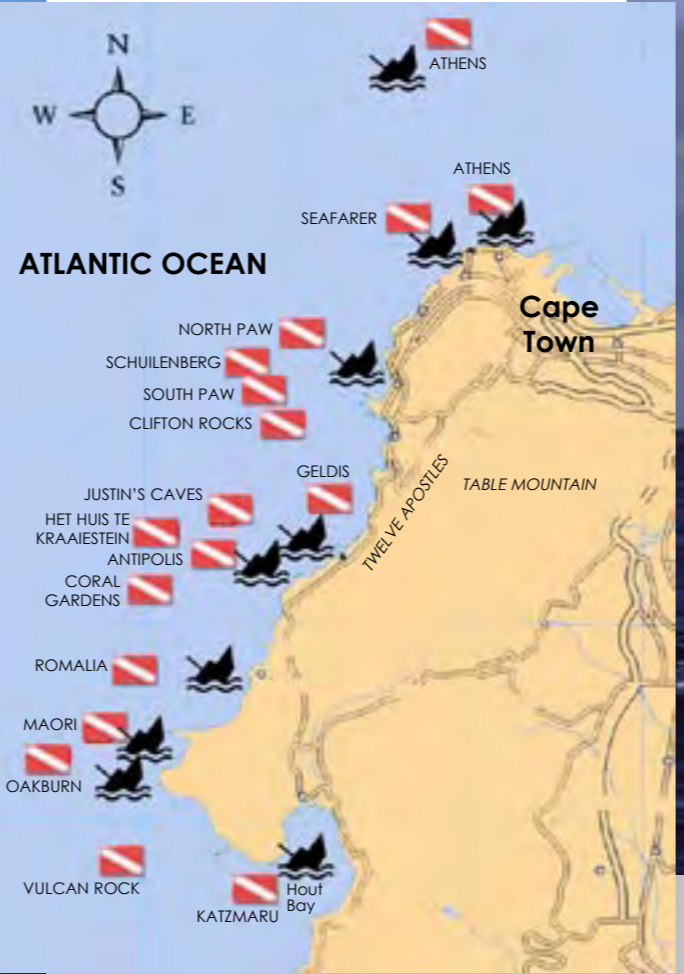 N
W
E
S
ATHENS
ATHENS
SEAFARER
ATLANTIC OCEAN
Cape
Town
NORTH PAW
SCHUILENBERG
SOUTH PAW
CLIFTON ROCKS
GELDIS
TABLE MOUNTAIN
TWELVE APOSTLES
JUSTIN'S CAVES
HET HUIS TE
KRAAIESTEIN
ANTIPOLIS
CORAL
GARDENS
ROMALIA
MAORI
OAKBURN
VULCAN ROCK
KATZMARU
Hout
Bay